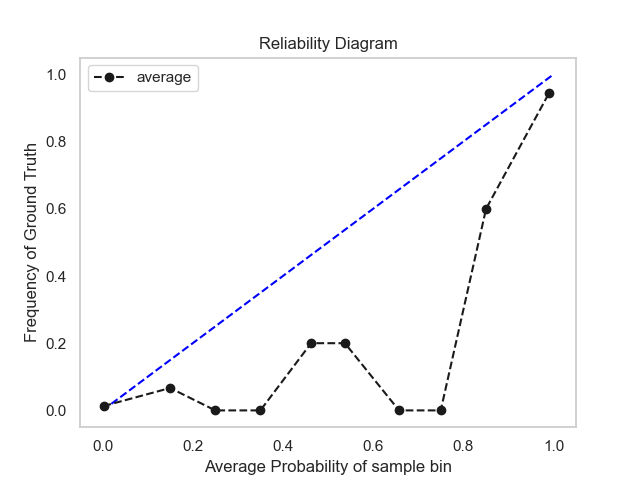 Reliability Diagram
average
1.0
0.8
0.6
0.4
0.2
0.0
Frequency of Ground Truth
0.0 0.2 0.4 0.6 0.8 1.0
Average Probability of sample bin